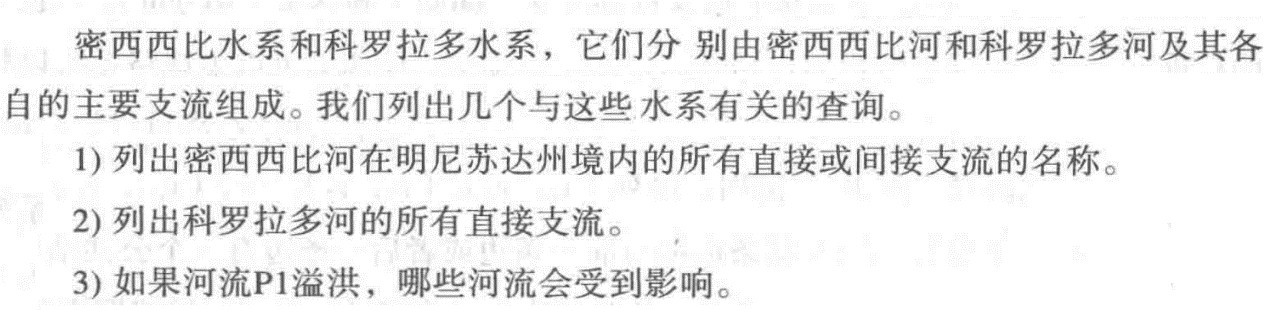 密西西比水系和科罗拉多水系，它们分 别由密西西比河和科罗拉多河及其各
自的主要支流组成。我们列出几个与这些 水系有关的查询。
1) 列出密西西比河在明尼苏达州境内的所有直接或间接支流的名称。
2) 列出科罗拉多河的所有直接支流。
3) 如果河流P1溢洪，哪些河流会受到影响。